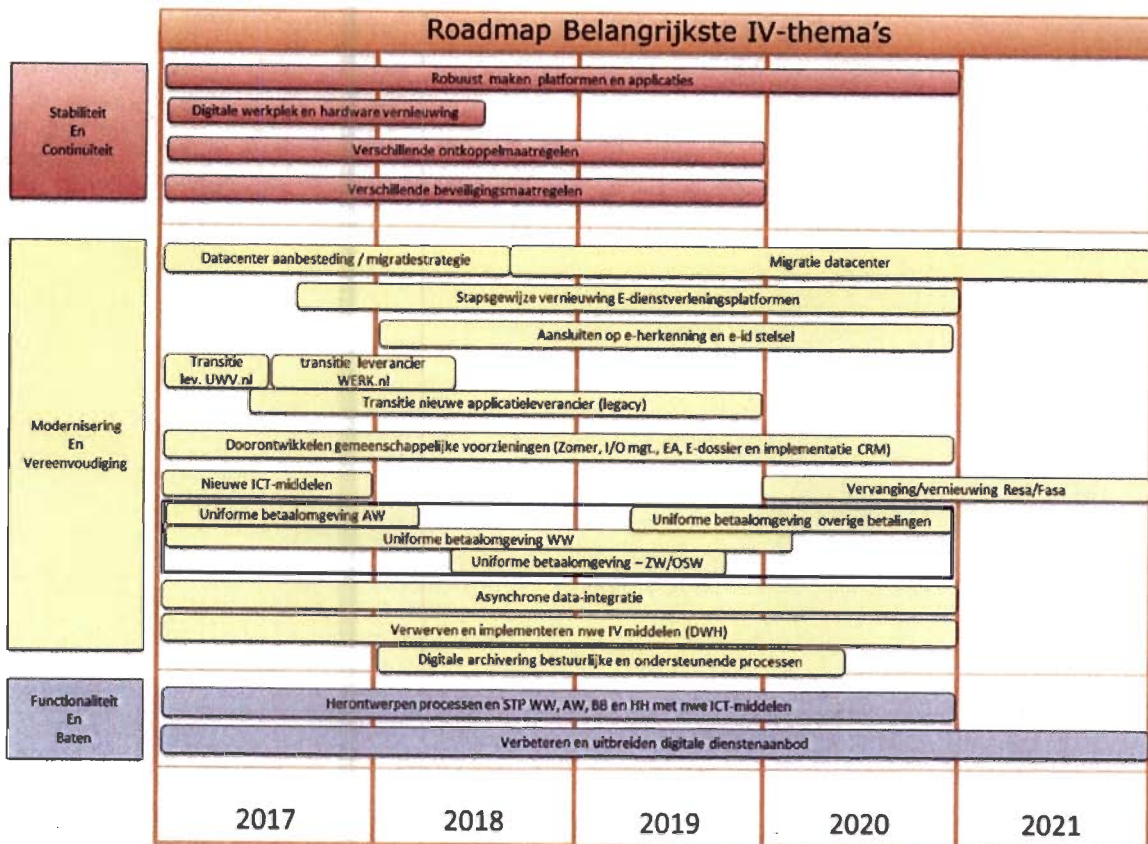 Roadmap Belangrijkste IV-thema's
Stabiliteit
En
Continuïteit
Robuust maken platformen en applicaties
Digitale werkplek en hardware vernieuwing
Verschillende ontkoppelmaatregelen
Verschillende beveiligingsmaatregelen
Modernisering
En
Vereenvoudiging
Datacenter aanbesteding / migratiestrategie
Migratie datacenter
Stapsgewijze vernieuwing E-dienstverleningsplatformen
Aansluiten op e-herkenning en e-id stelsel
Transitie
lev. UWV.nl
transitie leverancier
WERK.nl
Transitie nieuwe applicatieleverancier (legacy)
Doorontwikkelen gemeenschappelijke voorzieningen (Zomer, I/O mgt., EA, E-dossier en implementatie CRM)
Nieuwe ICT-middelen
Vervanging/vernieuwing Resa/Fasa
Uniforme betaalomgeving AW
Uniforme betaalomgeving overige betalingen
Uniforme betaalomgeving WW
Uniforme betaalomgeving – ZW/OSW
Asynchrone data-integratie
Verwerven en implementeren nwe IV middelen (DWH)
Digitale archivering bestuurlijke en ondersteunende processen
Functionaliteit
En
Baten
Herontwerpen processen en STP WW, AW, BB en HH met nwe ICT-middelen
Verbeteren en uitbreiden digitale dienstenaanbod
2017
2018
2019
2020
2021